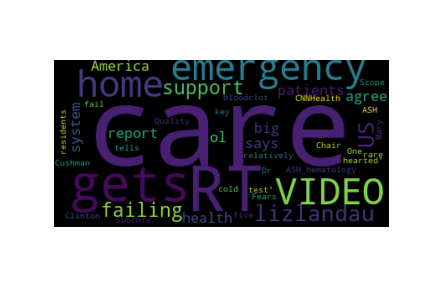 America emergency
home support
Scope
patients agree
bloodclot CNNHealth
fail key ASH
residents system care US
Quality
report ol big Chair Mary
tells says One rare
Cushman relatively hearted'
gets RT Dr ASH_hematology
cold test' VIDEO
Fears
failing lizlandau
Clinton health five